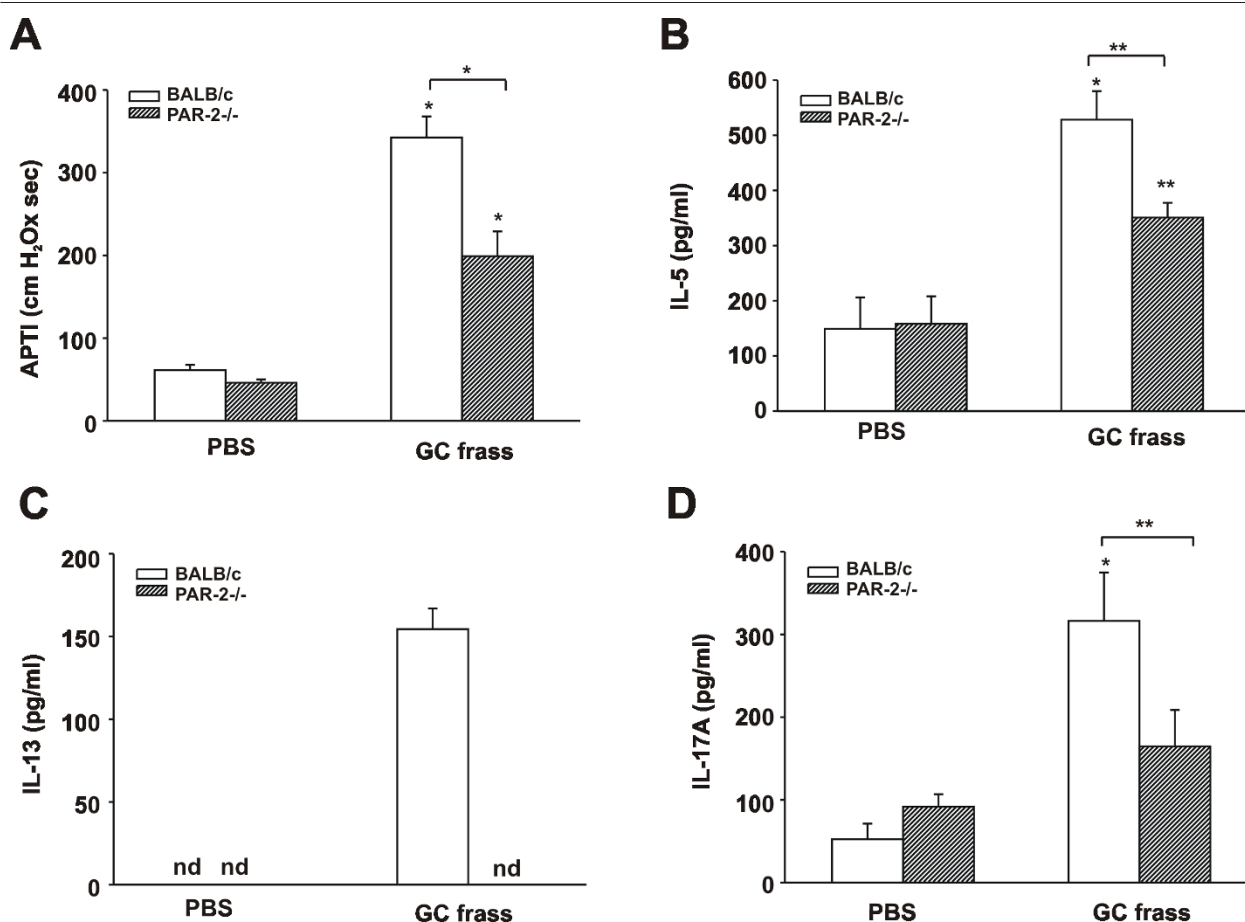 A
*
400
BALB/c
PAR-2-/-
*
300
*
200
100
0
APTI (cm H₂Ox sec)
PBS
GC frass
B
**
600
BALB/c
PAR-2-/-
*
500
400
**
300
200
100
0
IL-5 (pg/ml)
PBS
GC frass
C
200
BALB/c
PAR-2-/-
150
100
50
0
IL-13 (pg/ml)
nd nd
nd
PBS
GC frass
D
**
400
BALB/c
PAR-2-/-
*
300
200
100
0
IL-17A (pg/ml)
PBS
GC frass